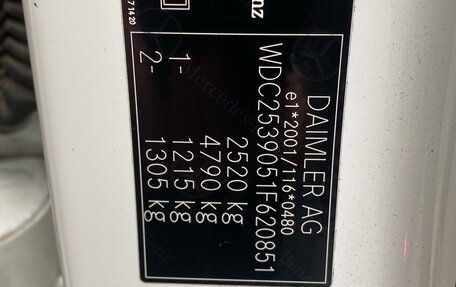 DAIMLER AG
e1*2001/116*0480
WDC2539051F620851
2520 kg
4790 kg
1- 1215 kg
2- 1305 kg